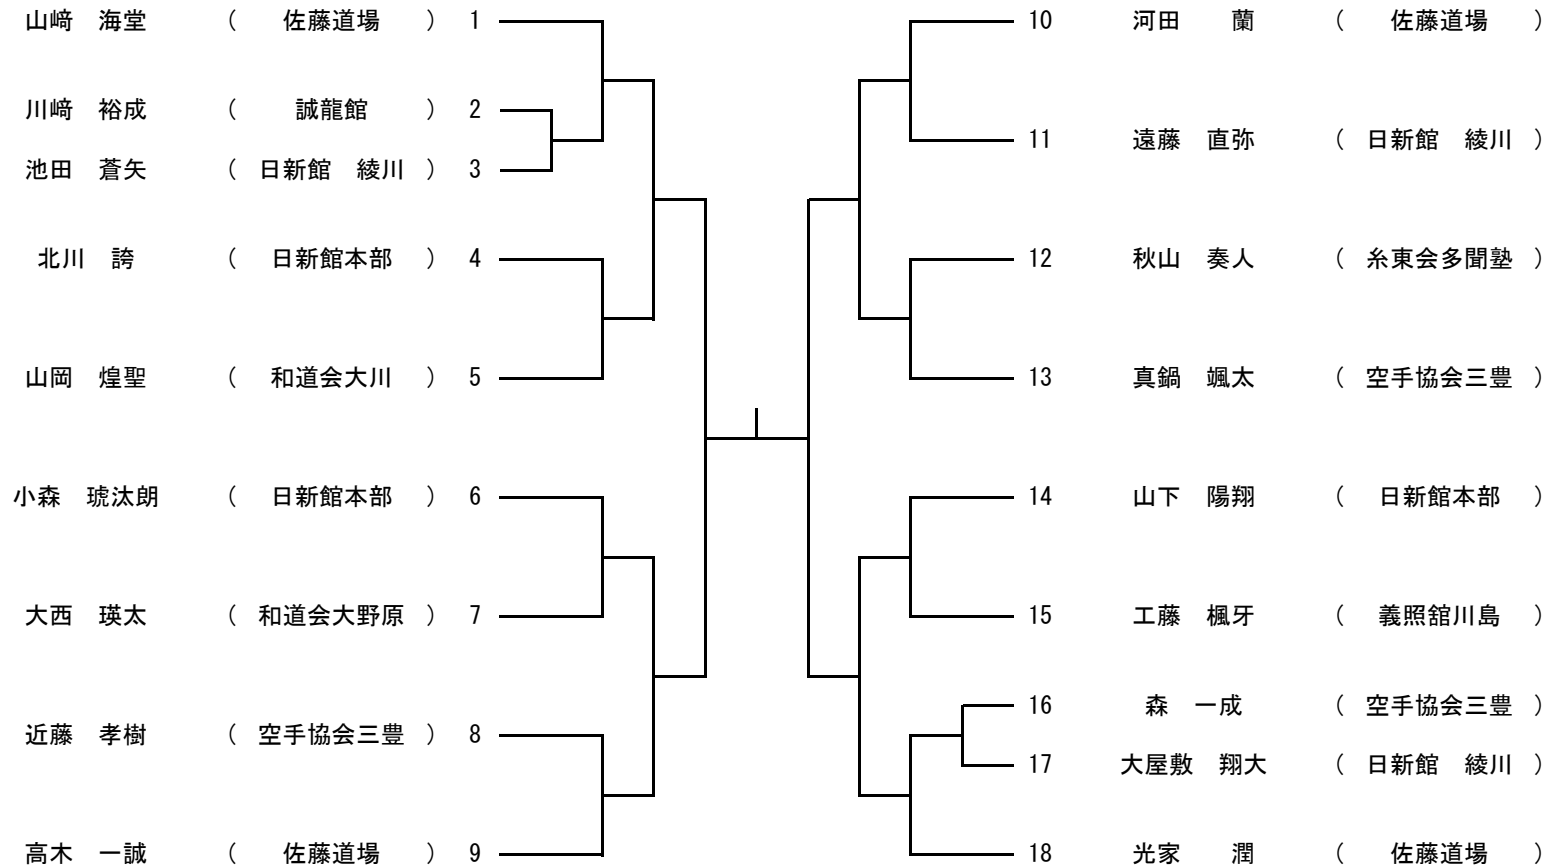 山﨑　海堂　（　佐藤道場　）　1
川﨑　裕成　（　誠龍館　）　2
池田　蒼矢　（　日新館　綾川　）　3
北川　誇　（　日新館本部　）　4
山岡　煌聖　（　和道会大川　）　5
小森　琥汰朗　（　日新館本部　）　6
大西　瑛太　（　和道会大野原　）　7
近藤　孝樹　（　空手協会三豊　）　8
高木　一誠　（　佐藤道場　）　9
10　河田　蘭　（　佐藤道場　）
11　遠藤　直弥　（　日新館　綾川　）
12　秋山　奏人　（　糸東会多聞塾　）
13　真鍋　颯太　（　空手協会三豊　）
14　山下　陽翔　（　日新館本部　）
15　工藤　楓牙　（　義照舘川島　）
16　森　一成　（　空手協会三豊　）
17　大屋敷　翔大　（　日新館　綾川　）
18　光家　潤　（　佐藤道場　）